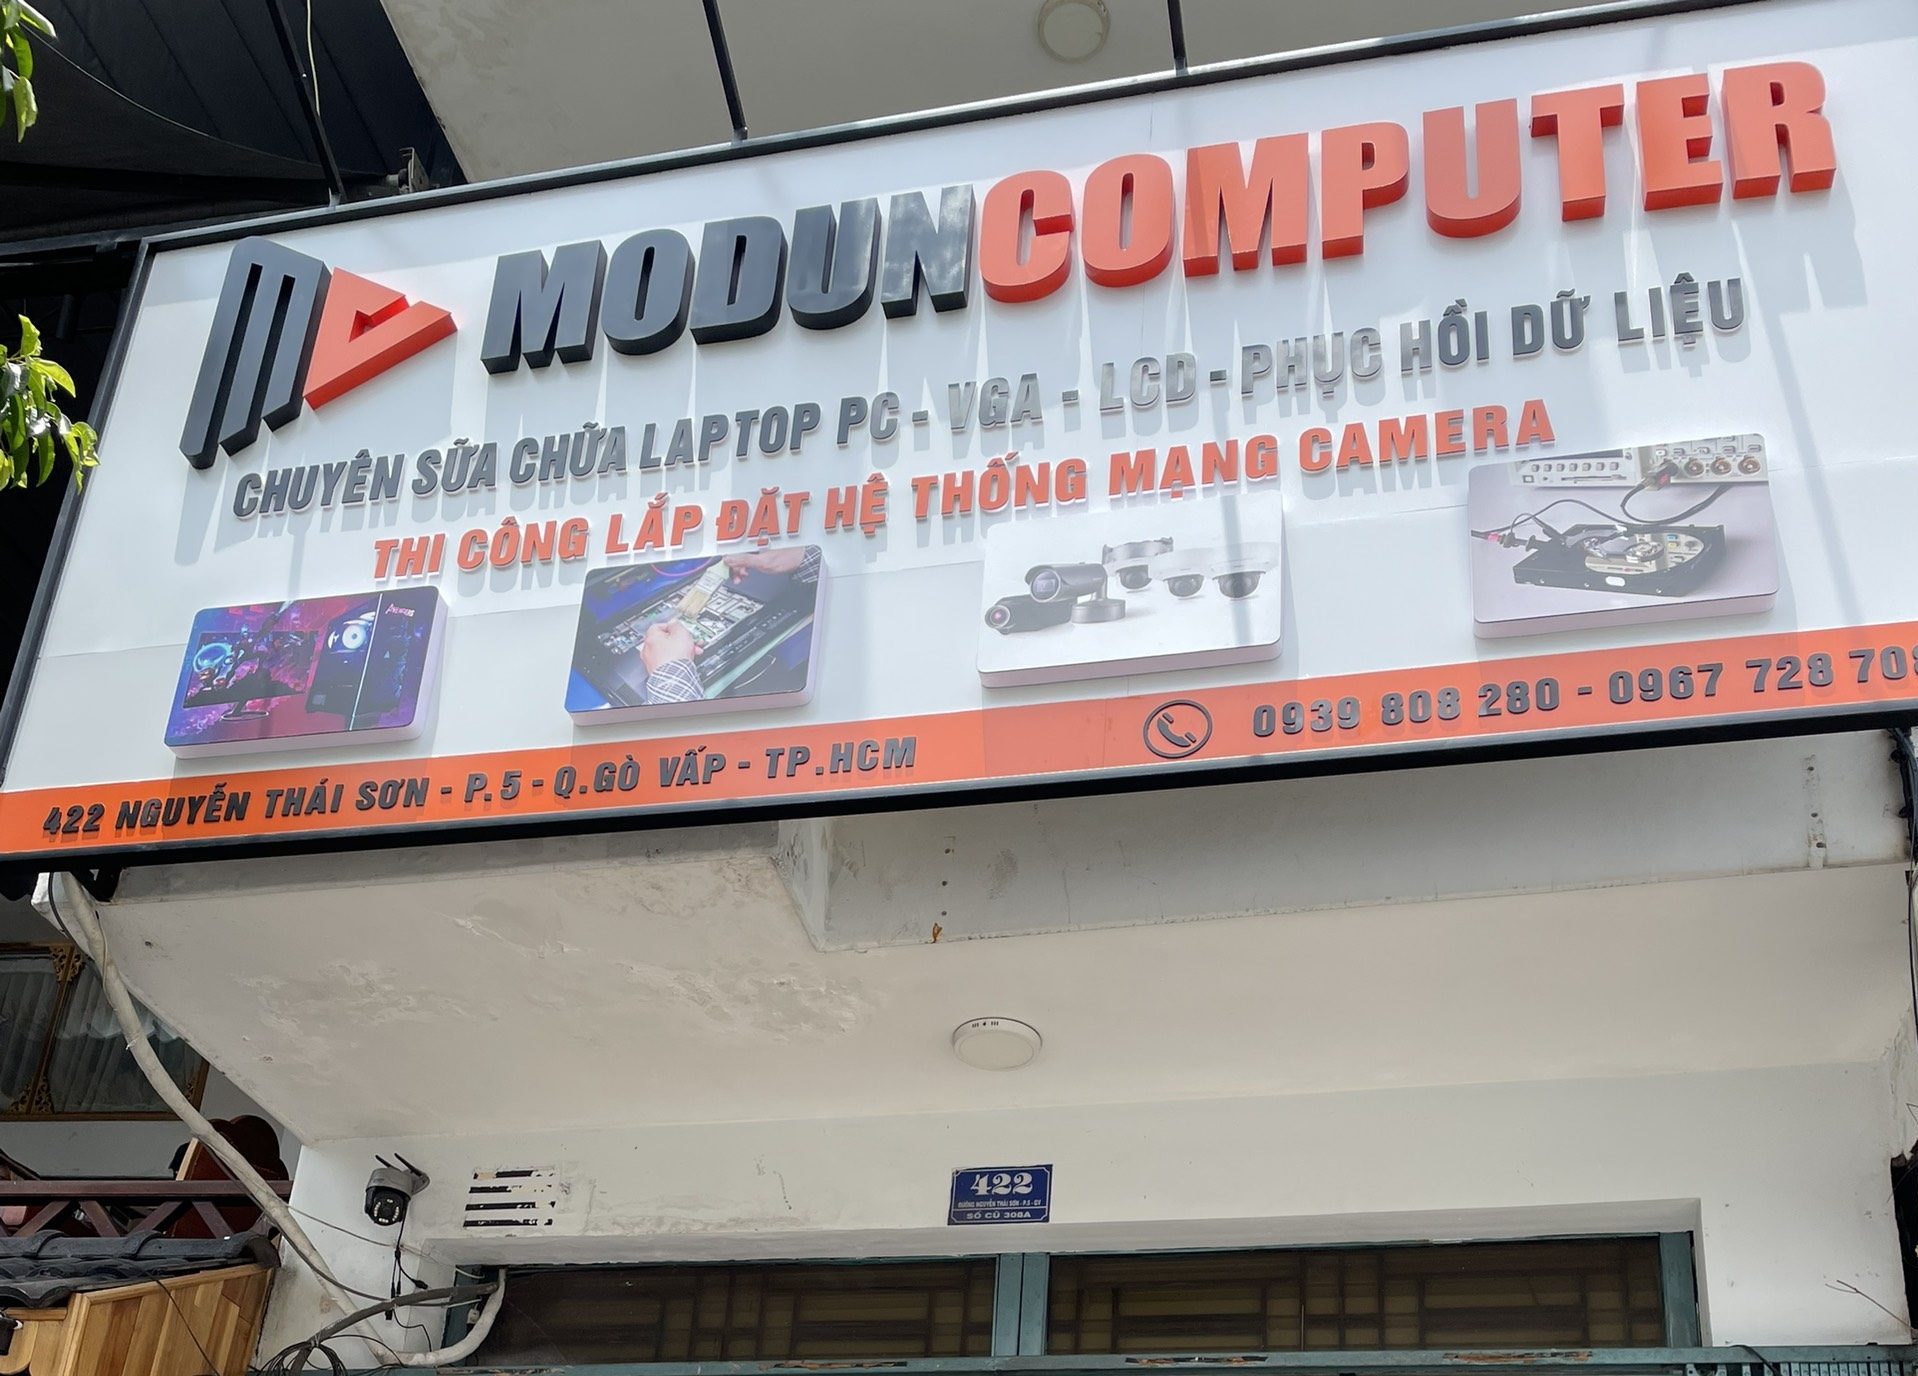 MODUNCOMPUTER
CHUYÊN SỮA CHỮA LAPTOP PC - VGA - LCD - PHỤC HỒI DỮ LIỆU
THI CÔNG LẮP ĐẶT HỆ THỐNG MẠNG CAMERA
AVENGERS
422 NGUYỄN THÁI SƠN - P.5 - Q.GÒ VẤP - TP.HCM
0939 808 280 - 0967 728 708
422
ĐƯỜNG NGUYỄN THÁI SƠN - P.5 - GV
SỐ CŨ 308A